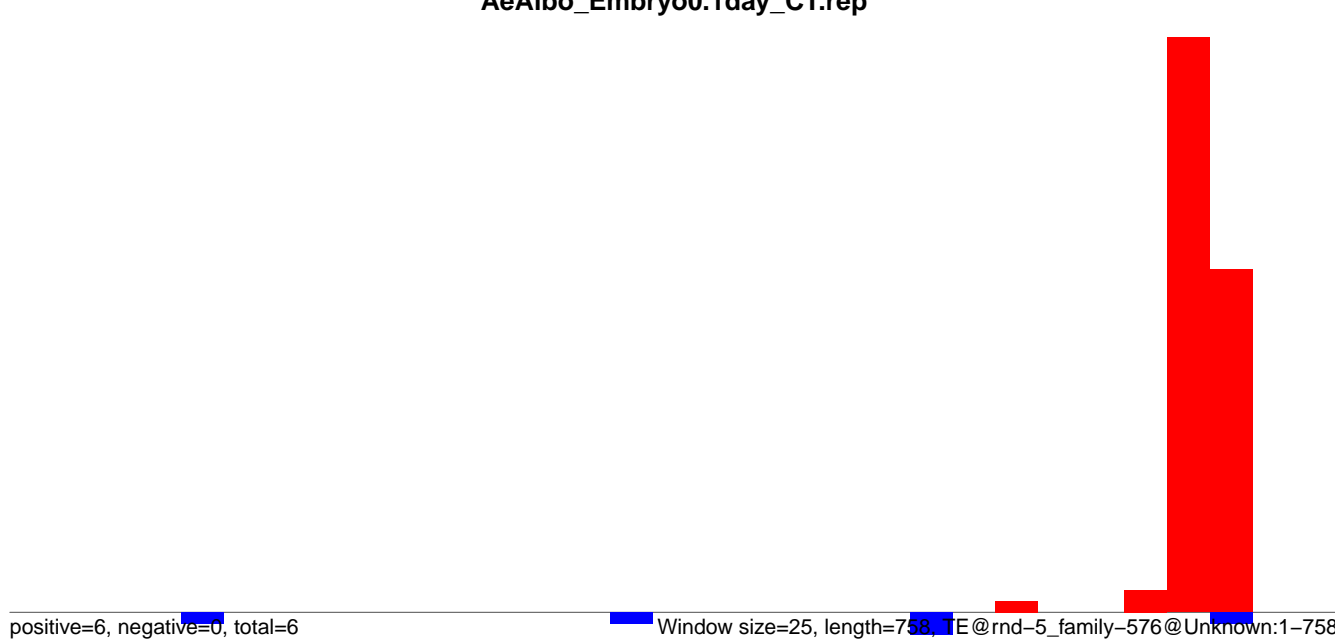 AeAlbo_Embryo0.1day_C1.rep
positive=6, negative=0, total=6
Window size=25, length=758, TE@rnd−5_family−576@Unknown:1−758